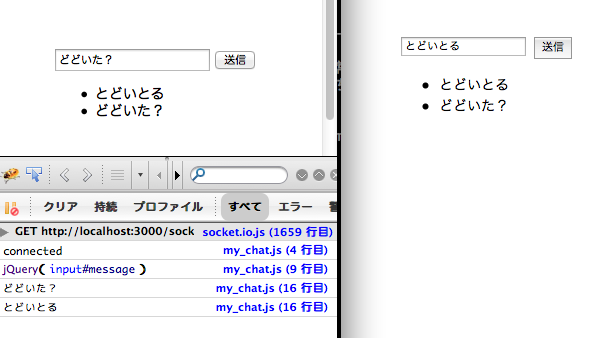 どどいた？ 送信
とどいとる
どどいた？
クリア 持続 プロファイル すべて エラー
GET http://localhost:3000/sock socket.io.js (1659 行目)
connected my_chat.js (4 行目)
jQuery( input#message ) my_chat.js (9 行目)
どどいた？ my_chat.js (16 行目)
とどいとる my_chat.js (16 行目)
とどいとる 送信
とどいとる
どどいた？